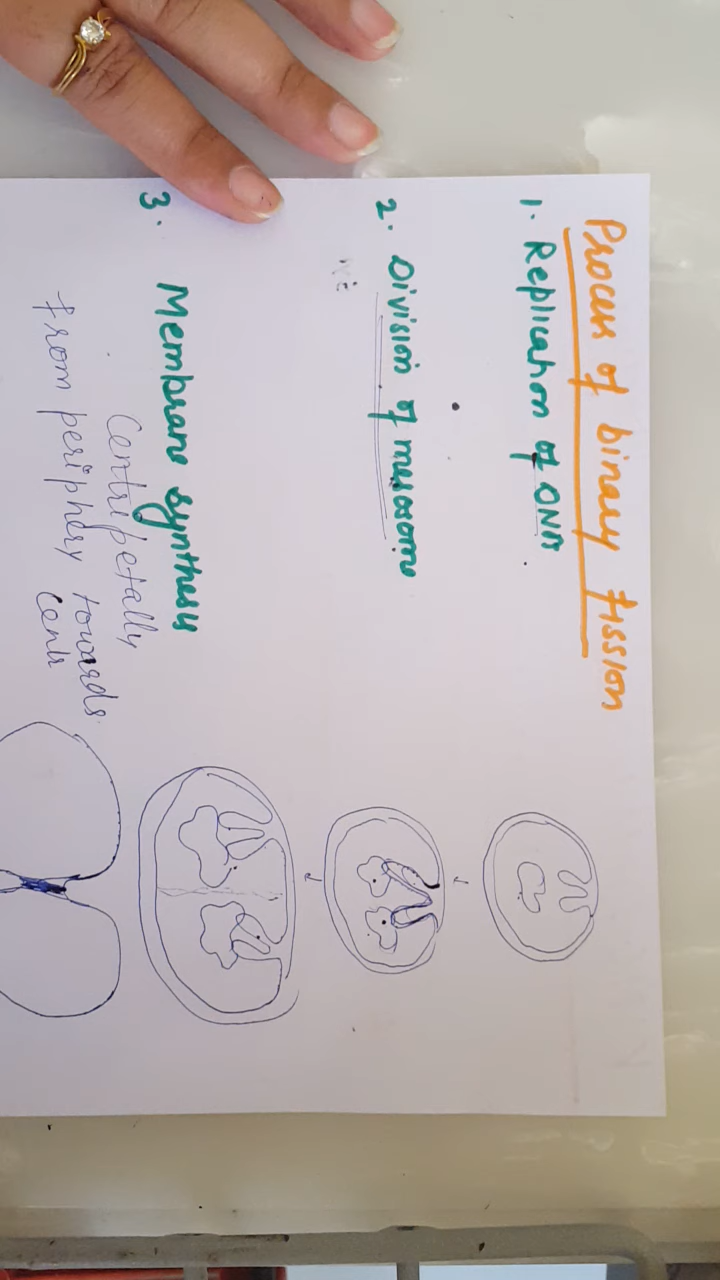 Process of binary fission
1. Replication of DNA
2. Division of mesosome
3. Membrane synthesis
Centripetally
from periphery towards